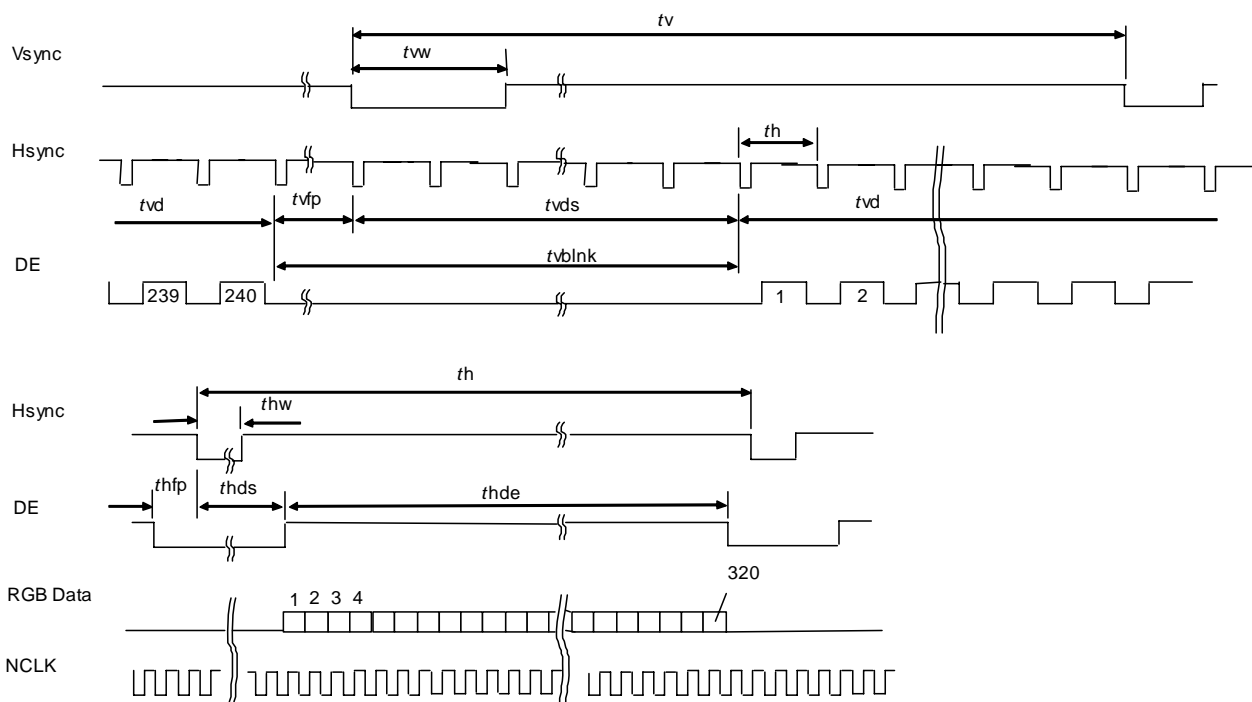 tv
Vsync
tvw
Hsync
th
tvd
tvfp
tvds
tvd
DE
tvblnk
239
240
1
2
th
Hsync
thw
thfp
thds
thde
DE
320
RGB Data
1 2 3 4
NCLK